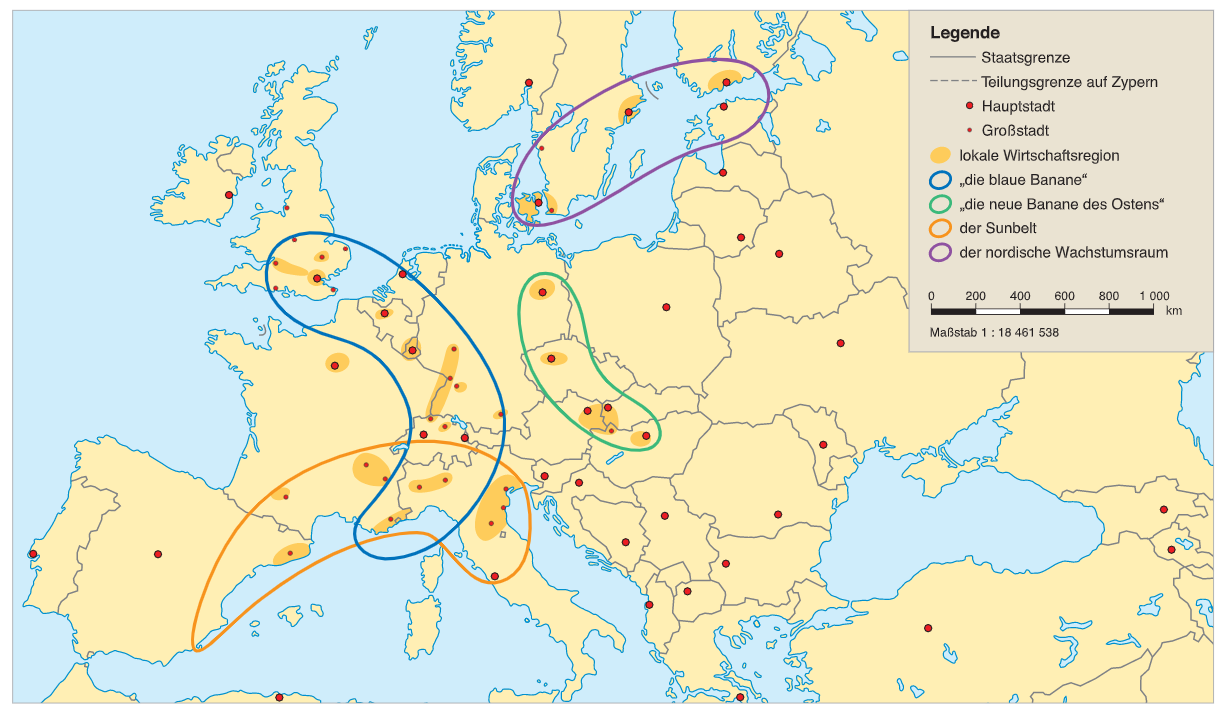 Legende
Staatsgrenze
Teilungsgrenze auf Zypern
Hauptstadt
Großstadt
lokale Wirtschaftsregion
„die blaue Banane“
„die neue Banane des Ostens“
der Sunbelt
der nordische Wachstumsraum
0 200 400 600 800 1 000
km
Maßstab 1 : 18 461 538